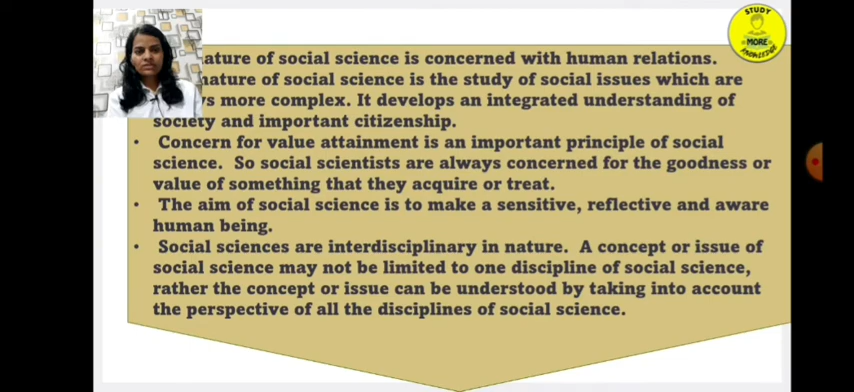 ature of social science is concerned with human relations.
nature of social science is the study of social issues which are
more complex. It develops an integrated understanding of
society and important citizenship.
• Concern for value attainment is an important principle of social
science. So social scientists are always concerned for the goodness or
value of something that they acquire or treat.
• The aim of social science is to make a sensitive, reflective and aware
human being.
• Social sciences are interdisciplinary in nature. A concept or issue of
social science may not be limited to one discipline of social science,
rather the concept or issue can be understood by taking into account
the perspective of all the disciplines of social science.
STUDY
MORE
KNOWLEDGE